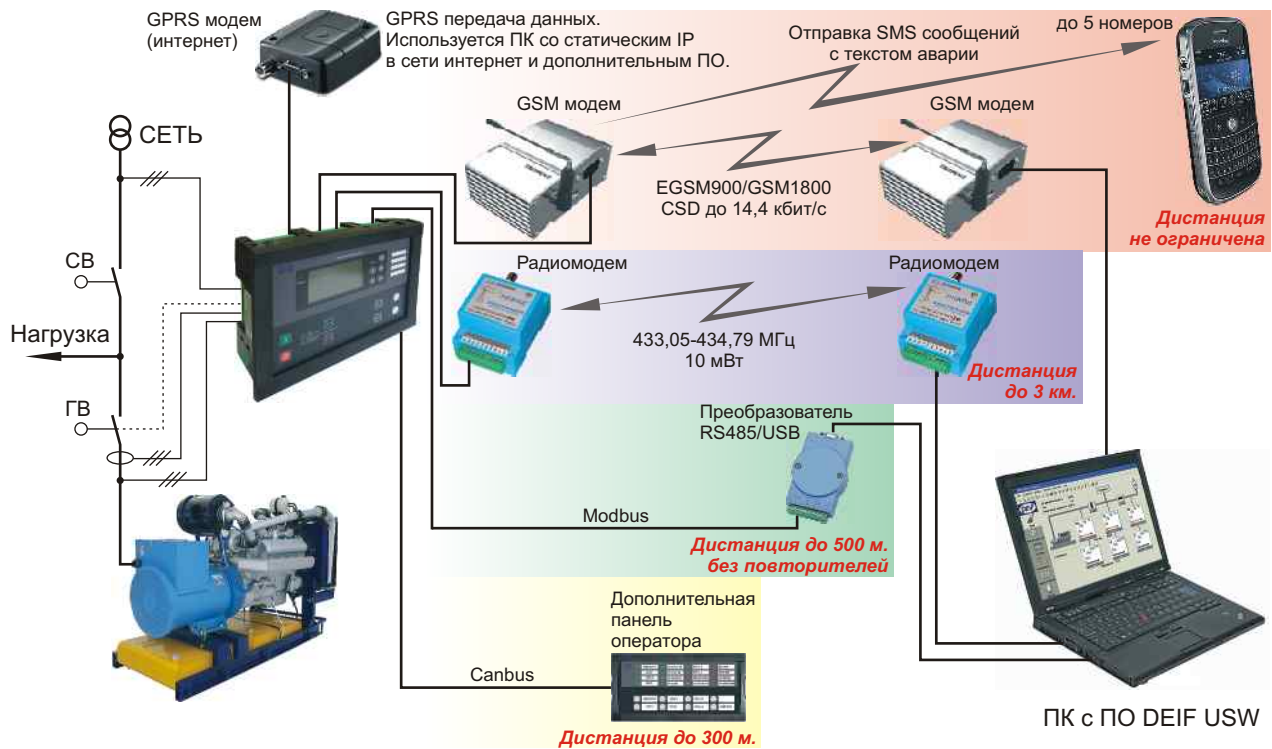 GPRS модем
(интернет)
GPRS передача данных.
Используется ПК со статическим IP
в сети интернет и дополнительным ПО.
Отправка SMS сообщений
с текстом аварии
до 5 номеров
GSM модем
GSM модем
СЕТЬ
EGSM900/GSM1800
CSD до 14,4 кбит/с
Дистанция
не ограничена
СВ
Радиомодем
Радиомодем
Нагрузка
433,05-434,79 МГц
10 мВт
Дистанция
до 3 км.
ГВ
Преобразователь
RS485/USB
Modbus
Дистанция до 500 м.
без повторителей
Дополнительная
панель
оператора
Canbus
Дистанция до 300 м.
ПК с ПО DEIF USW